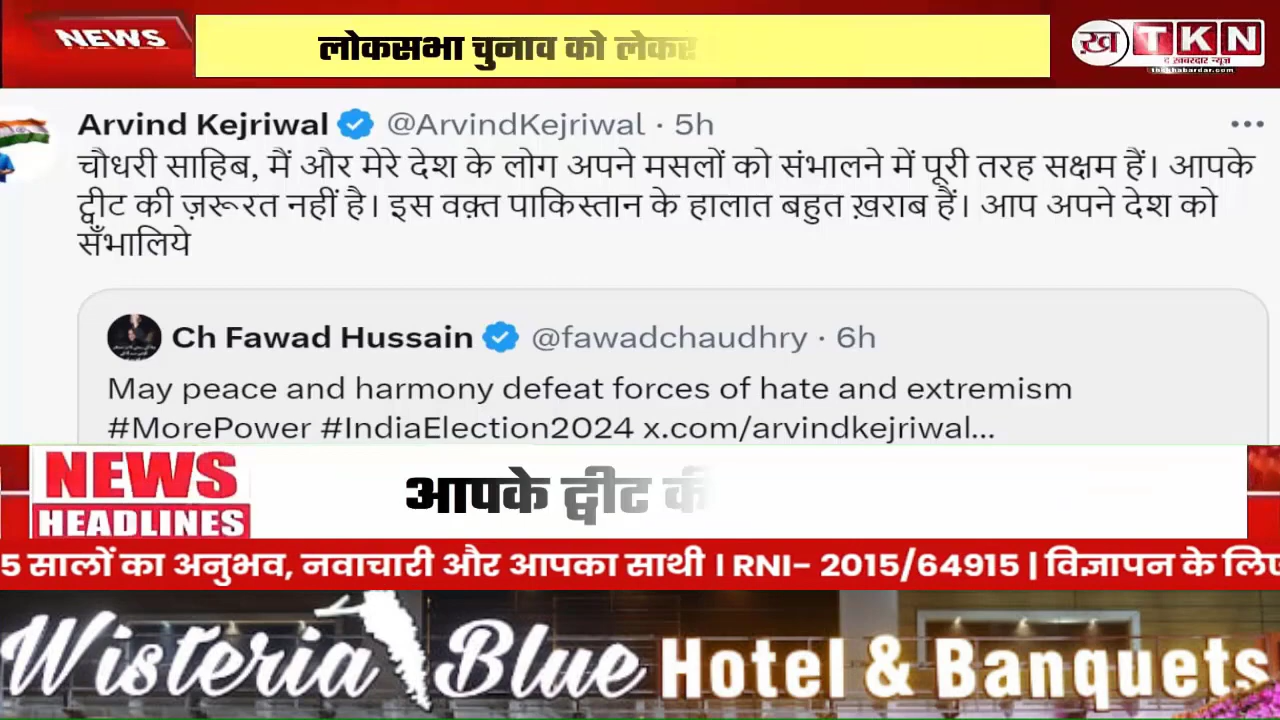 NEWS
लोकसभा चुनाव को लेकर
ख़ TKN
द ख़बरदार न्यूज़
thekhabardar.com
Arvind Kejriwal @ArvindKejriwal · 5h
चौधरी साहिब, मैं और मेरे देश के लोग अपने मसलों को संभालने में पूरी तरह सक्षम हैं। आपके
ट्वीट की ज़रूरत नहीं है। इस वक़्त पाकिस्तान के हालात बहुत ख़राब हैं। आप अपने देश को
सँभालिये
Ch Fawad Hussain @fawadchaudhry · 6h
May peace and harmony defeat forces of hate and extremism
#MorePower #IndiaElection2024 x.com/arvindkejriwal...
NEWS
HEADLINES
आपके ट्वीट की
5 सालों का अनुभव, नवाचारी और आपका साथी । RNI- 2015/64915 | विज्ञापन के लिए
Wisteria Blue Hotel & Banquets